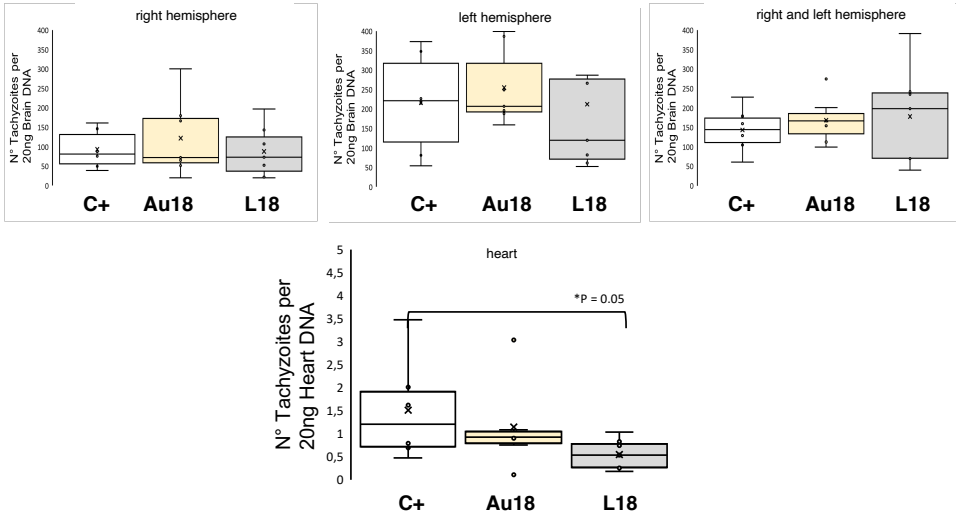 right hemisphere
N° Tachyzoites per
20ng Brain DNA
400
350
300
250
200
150
100
50
0
C+ Au18 L18
left hemisphere
N° Tachyzoites per
20ng Brain DNA
400
350
300
250
200
150
100
50
0
C+ Au18 L18
right and left hemisphere
N° Tachyzoites per
20ng Brain DNA
400
350
300
250
200
150
100
50
0
C+ Au18 L18
heart
N° Tachyzoites per
20ng Heart DNA
5
4,5
4
3,5
3
2,5
2
1,5
1
0,5
0
*P = 0.05
C+ Au18 L18